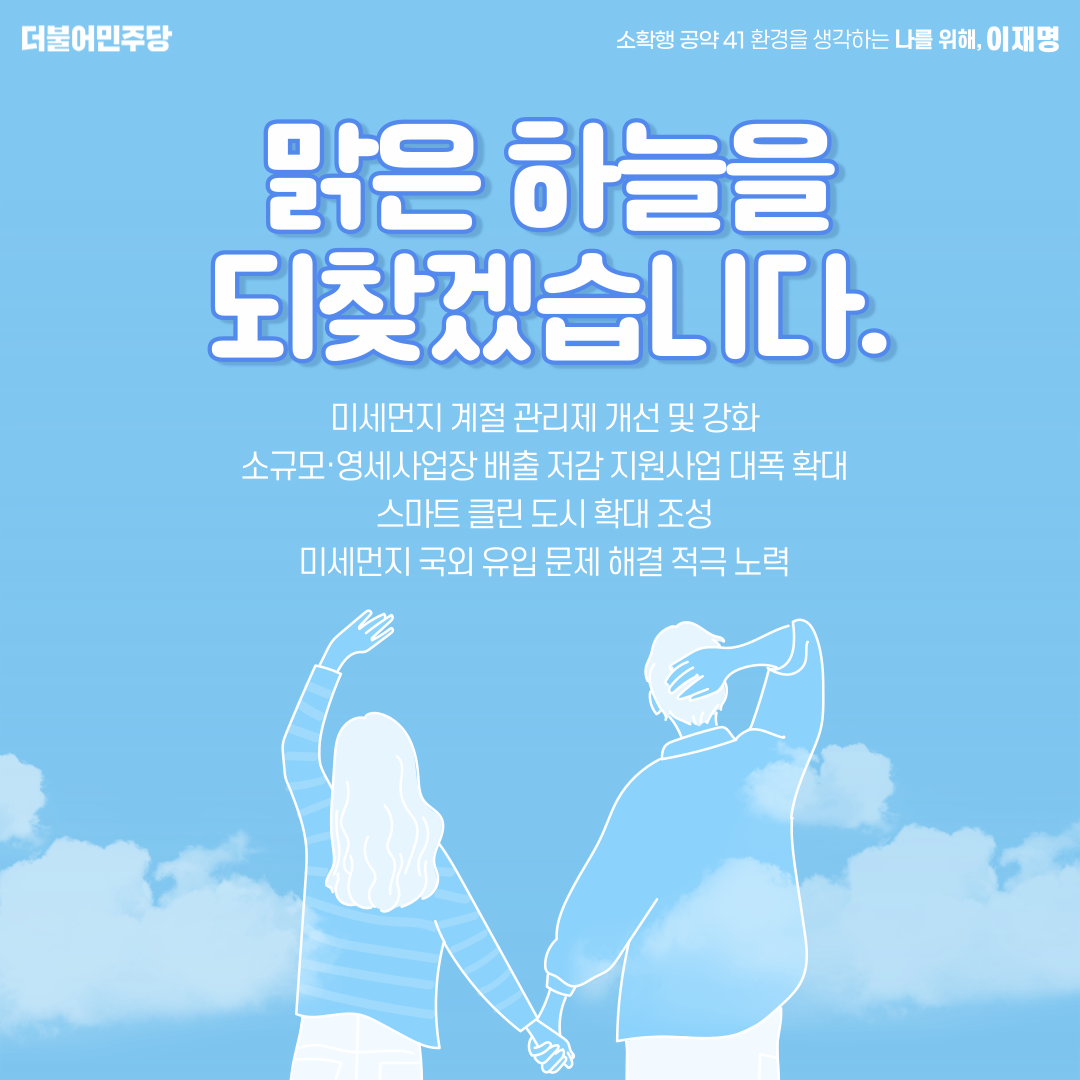 더불어민주당
소확행 공약 41 환경을 생각하는 나를 위해, 이재명
맑은 하늘을
되찾겠습니다.
미세먼지 계절 관리제 개선 및 강화
소규모·영세사업장 배출 저감 지원사업 대폭 확대
스마트 클린 도시 확대 조성
미세먼지 국외 유입 문제 해결 적극 노력